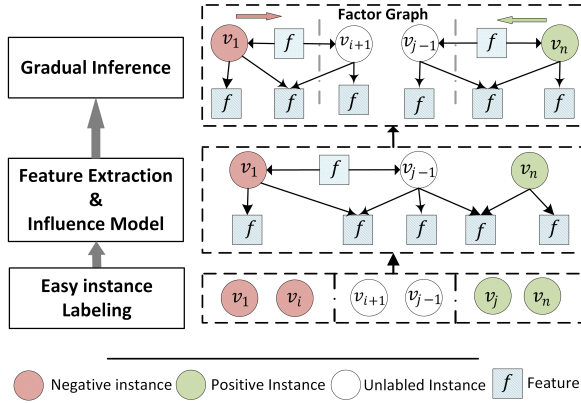 Factor Graph
Gradual Inference
v1 f vi+1 vj−1 f vn
f f f f f f
Feature Extraction
&
Influence Model
v1 f vj−1 vn
f f f f f
Easy instance
Labeling
v1 vi vi+1 vj−1 vj vn
Negative instance Positive Instance Unlabled Instance f Feature